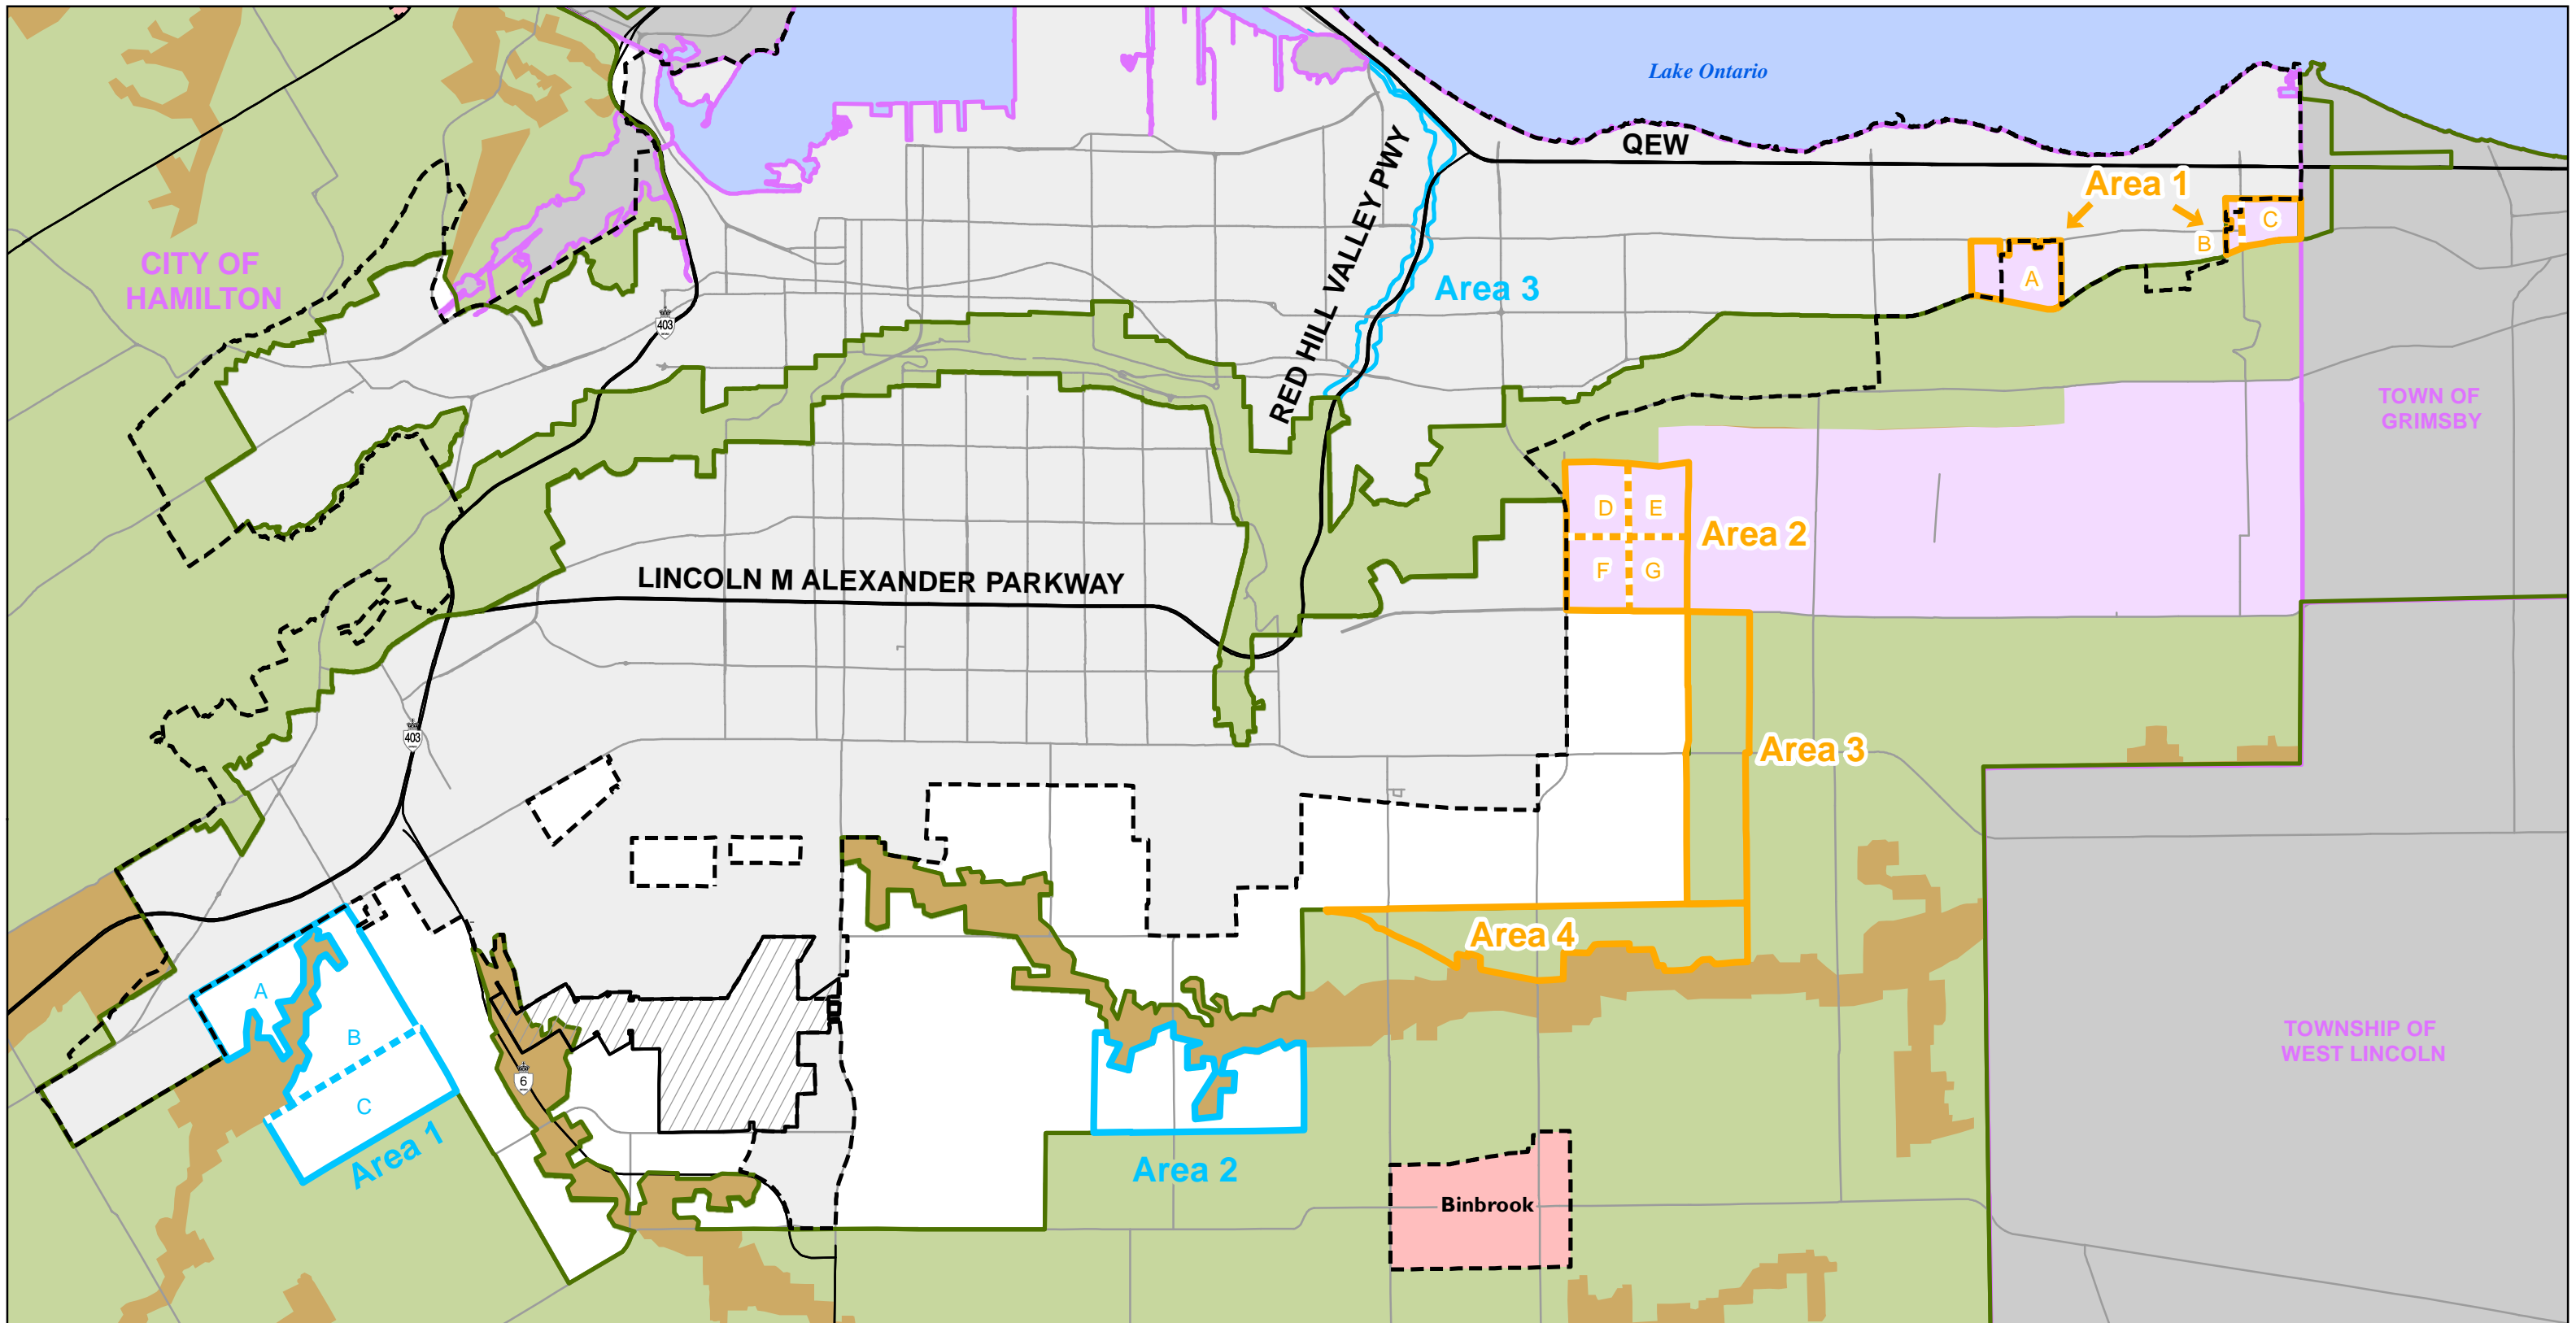 Lake Ontario
QEW
Area 1
C
B
A
CITY OF
HAMILTON
RED HILL VALLEY PWY
Area 3
403
TOWN OF
GRIMSBY
D
E
Area 2
F
G
LINCOLN M ALEXANDER PARKWAY
403
Area 3
Area 4
A
B
C
Area 1
6
TOWNSHIP OF
WEST LINCOLN
Area 2
Binbrook